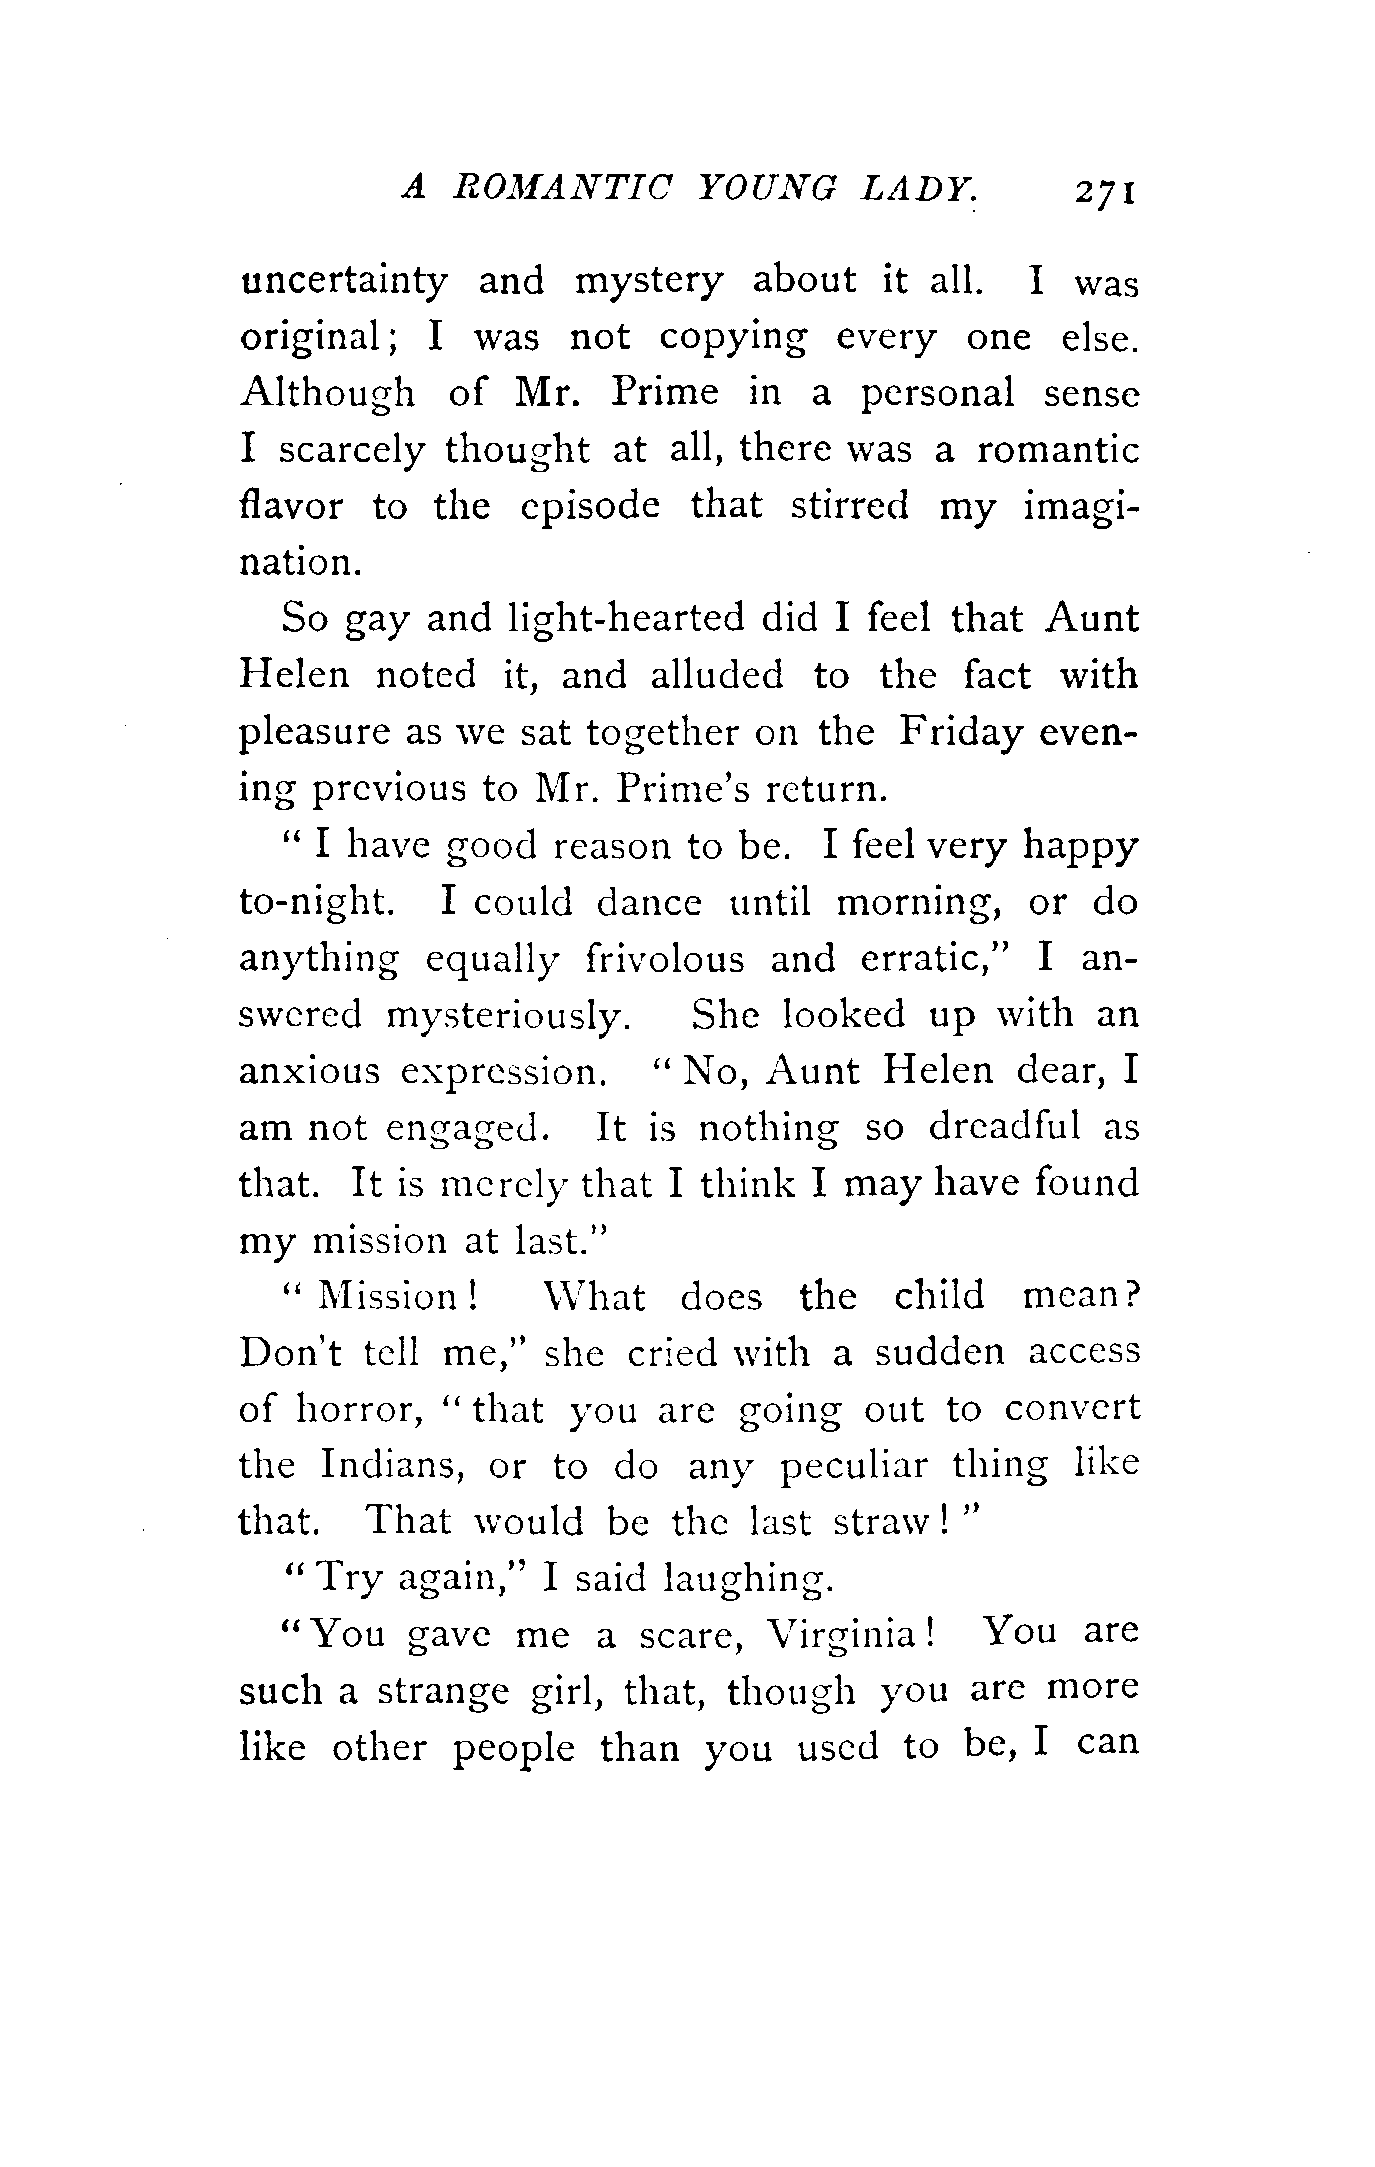 A ROMANTIC YOUNG LADY. 271
uncertainty and mystery about it all. I was
original; I was not copying every one else.
Although of Mr. Prime in a personal sense
I scarcely thought at all, there was a romantic
flavor to the episode that stirred my imagi-
nation.
So gay and light-hearted did I feel that Aunt
Helen noted it, and alluded to the fact with
pleasure as we sat together on the Friday even-
ing previous to Mr. Prime's return.
“ I have good reason to be. I feel very happy
to-night. I could dance until morning, or do
anything equally frivolous and erratic,” I an-
swered mysteriously. She looked up with an
anxious expression. “ No, Aunt Helen dear, I
am not engaged. It is nothing so dreadful as
that. It is merely that I think I may have found
my mission at last.”
“ Mission ! What does the child mean?
Don't tell me,” she cried with a sudden access
of horror, “ that you are going out to convert
the Indians, or to do any peculiar thing like
that. That would be the last straw ! ”
“ Try again,” I said laughing.
“ You gave me a scare, Virginia ! You are
such a strange girl, that, though you are more
like other people than you used to be, I can